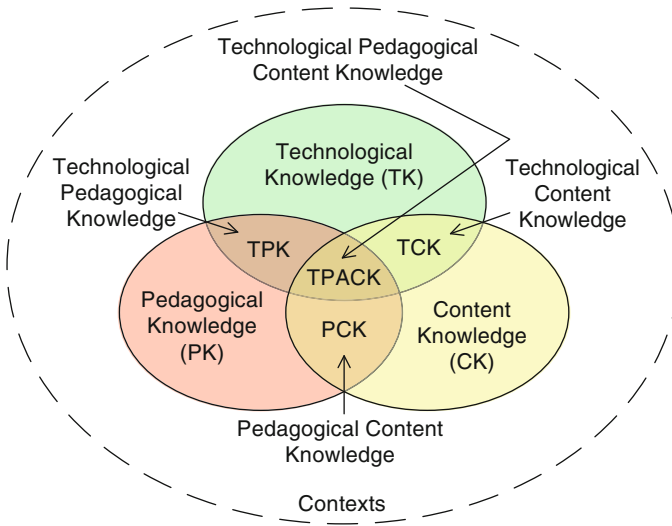 Technological Pedagogical
Content Knowledge
Technological
Knowledge (TK)
Technological
Pedagogical
Knowledge
Technological
Content
Knowledge
TPK
TCK
TPACK
Pedagogical
Knowledge
(PK)
PCK
Content
Knowledge
(CK)
Pedagogical Content
Knowledge
Contexts